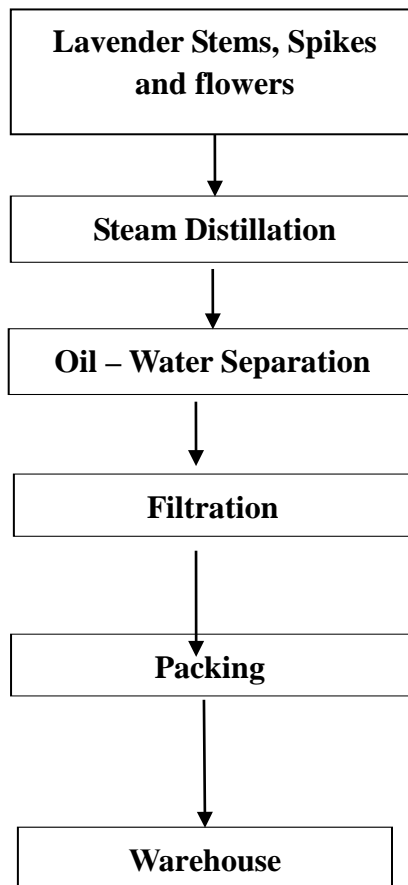 Lavender Stems, Spikes
and flowers
Steam Distillation
Oil – Water Separation
Filtration
Packing
Warehouse